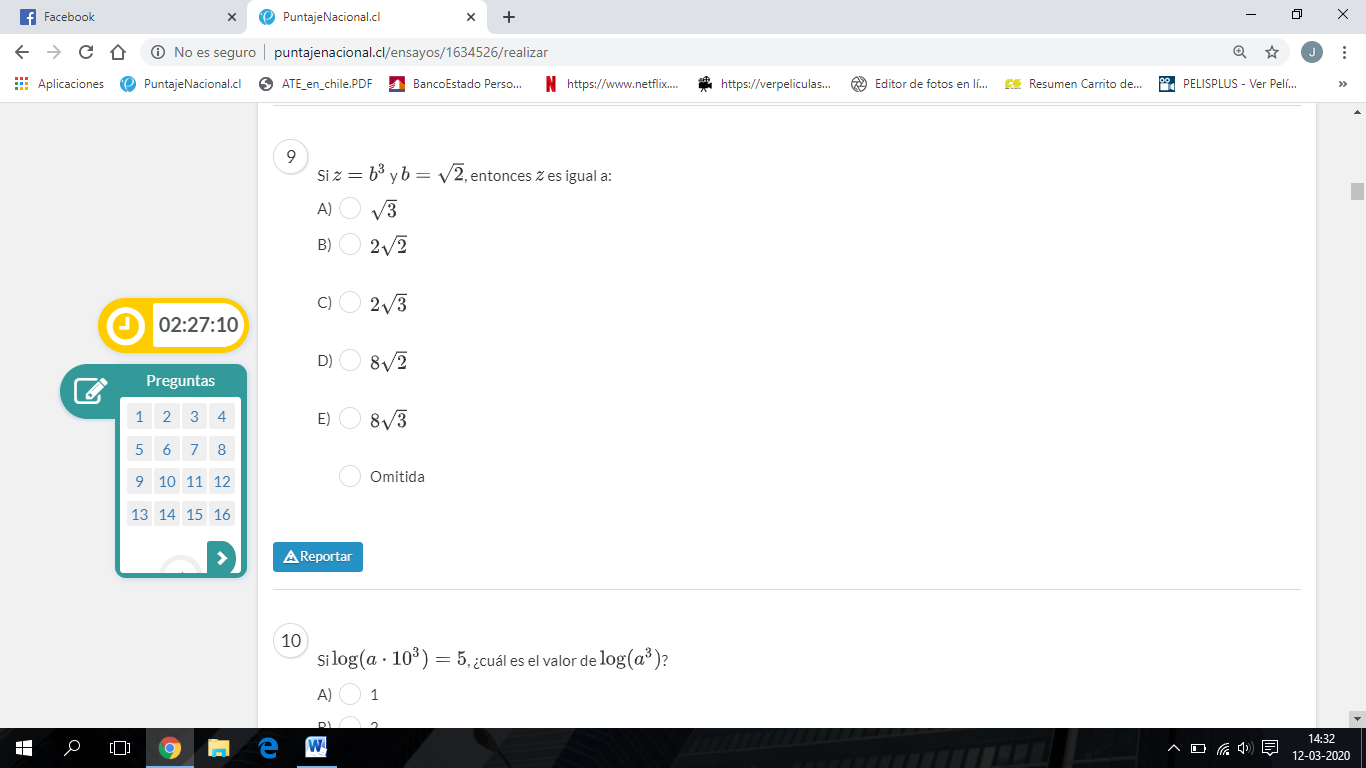 Facebook
PuntajeNacional.cl
No es seguro | puntajenacional.cl/ensayos/1634526/realizar
J
Aplicaciones PuntajeNacional.cl ATE_en_chile.PDF BancoEstado Perso... https://www.netflix.... https://verpeliculas... Editor de fotos en lí... Resumen Carrito de... PELISPLUS - Ver Pelí... »
9
Si z = b³ y b = √2, entonces z es igual a:
A) √3
B) 2√2
C) 2√3
D) 8√2
E) 8√3
Omitida
Reportar
02:27:10
Preguntas
1 2 3 4
5 6 7 8
9 10 11 12
13 14 15 16
10
Si log(a · 10³) = 5, ¿cuál es el valor de log(a³)?
A) 1
B) 2
14:32
12-03-2020